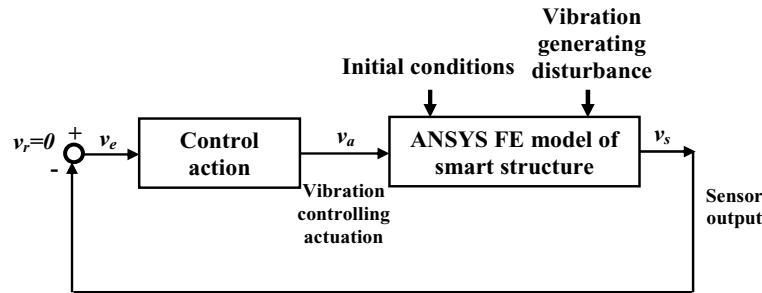 Vibration
generating
disturbance
Initial conditions
v_r=0
+
-
v_e
Control
action
v_a
Vibration
controlling
actuation
ANSYS FE model of
smart structure
v_s
Sensor
output